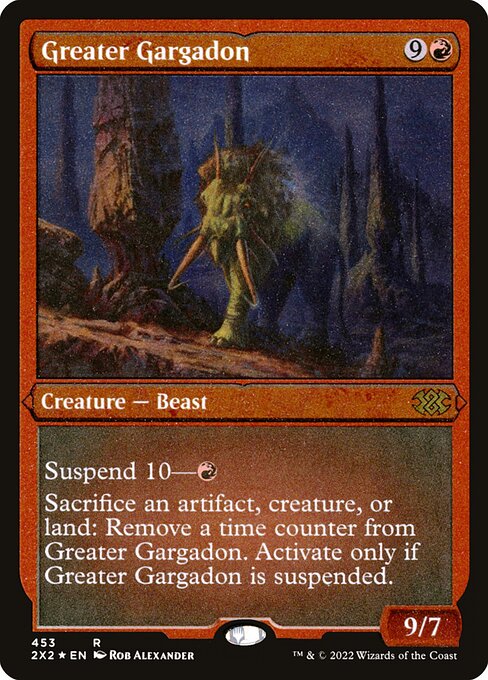 Greater Gargadon 9
Creature — Beast
Suspend 10—
Sacrifice an artifact, creature, or
land: Remove a time counter from
Greater Gargadon. Activate only if
Greater Gargadon is suspended.
9/7
453 R
2X2 ★ EN Rob Alexander
™ & © 2022 Wizards of the Coast